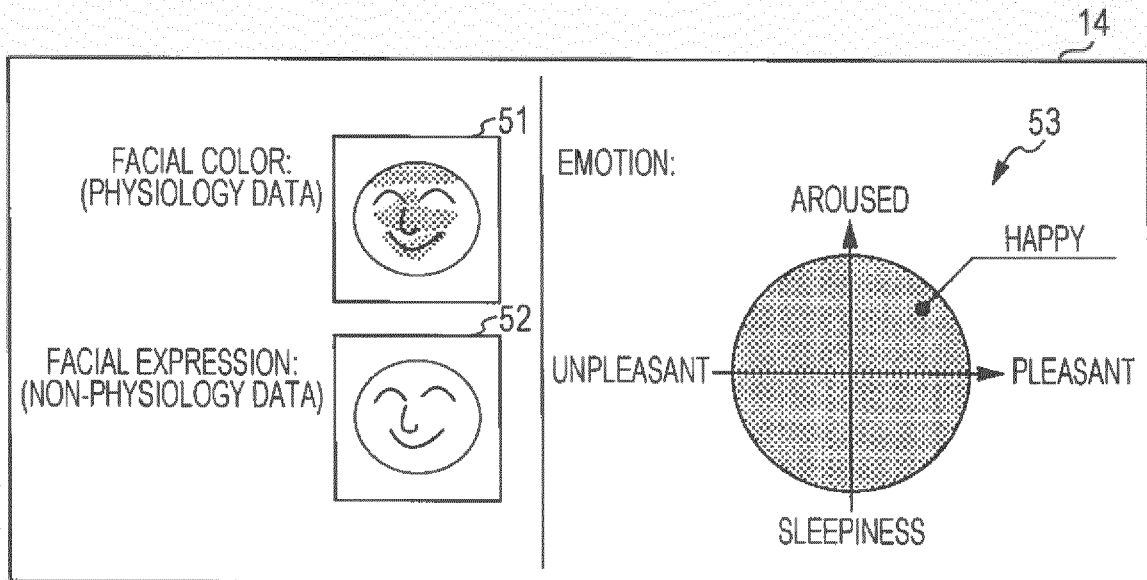 14
51
FACIAL COLOR:
(PHYSIOLOGY DATA)
52
FACIAL EXPRESSION:
(NON-PHYSIOLOGY DATA)
EMOTION:
53
AROUSED
HAPPY
UNPLEASANT
PLEASANT
SLEEPINESS